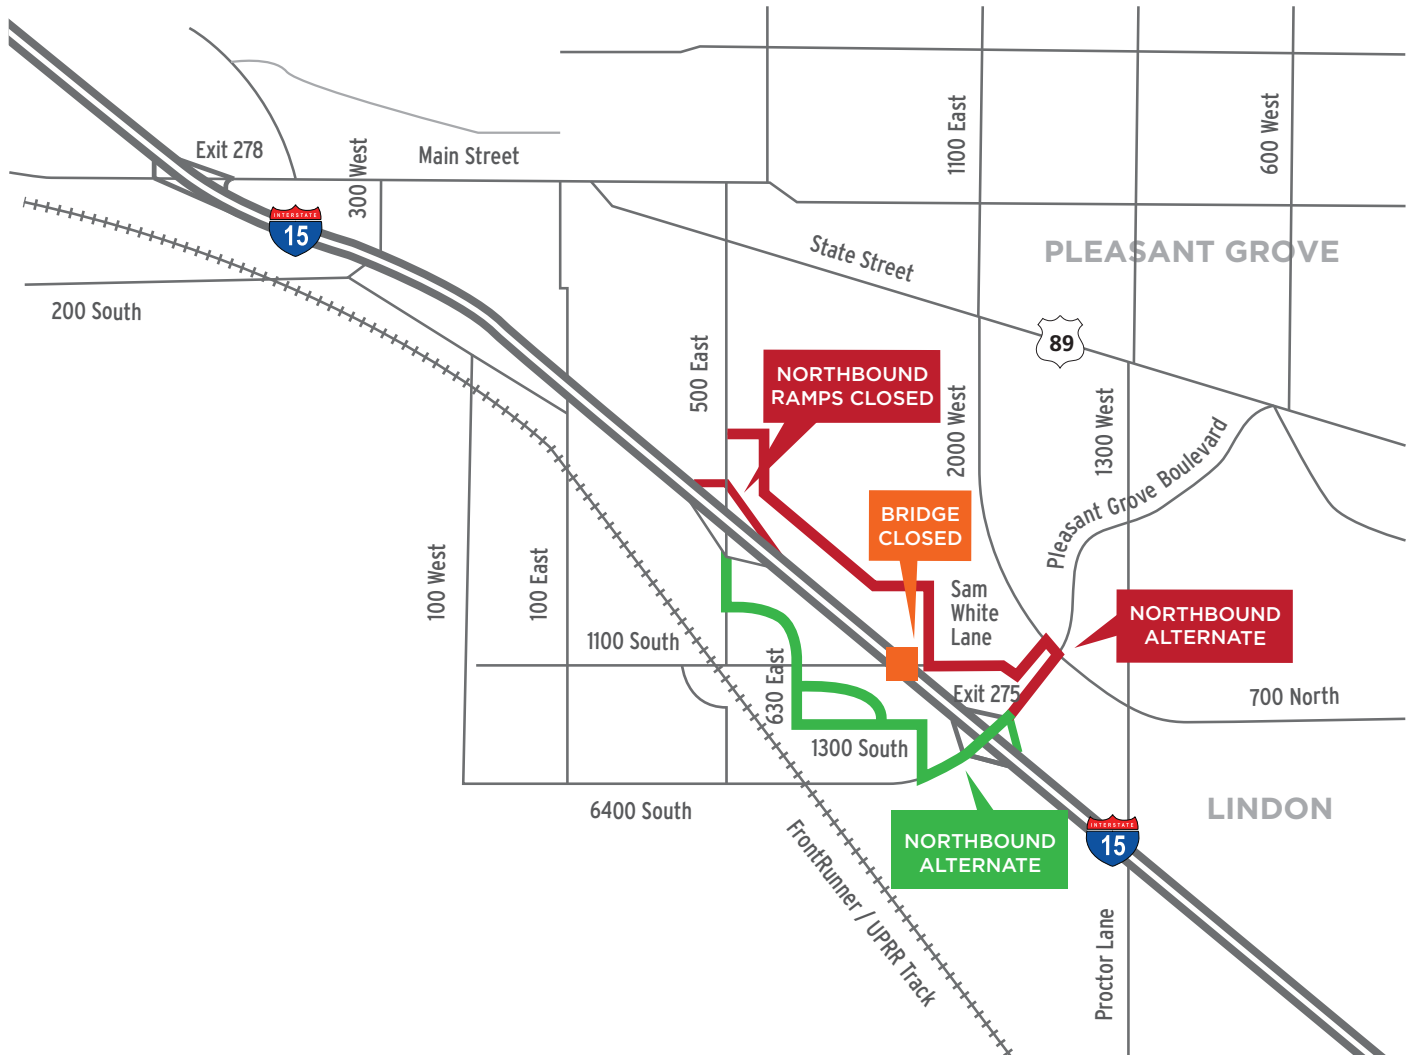 Exit 278
300 West
Main Street
1100 East
600 West
INTERSTATE
15
State Street
PLEASANT GROVE
200 South
89
500 East
NORTHBOUND
RAMPS CLOSED
2000 West
1300 West
Pleasant Grove Boulevard
BRIDGE
CLOSED
100 West
100 East
Sam
White
Lane
NORTHBOUND
ALTERNATE
1100 South
630 East
Exit 275
700 North
1300 South
6400 South
LINDON
NORTHBOUND
ALTERNATE
INTERSTATE
15
FrontRunner / UPRR Track
Proctor Lane